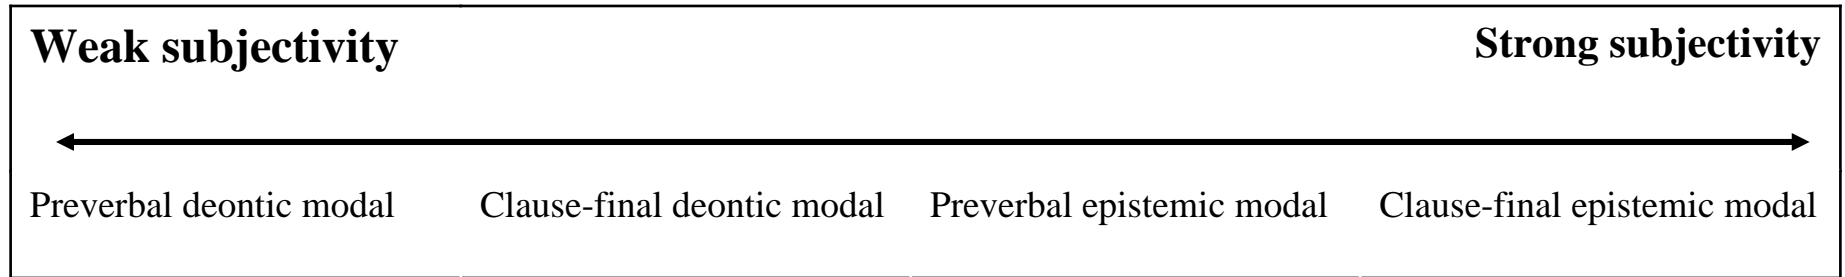 Weak subjectivity Strong subjectivity
Preverbal deontic modal Clause-final deontic modal Preverbal epistemic modal Clause-final epistemic modal